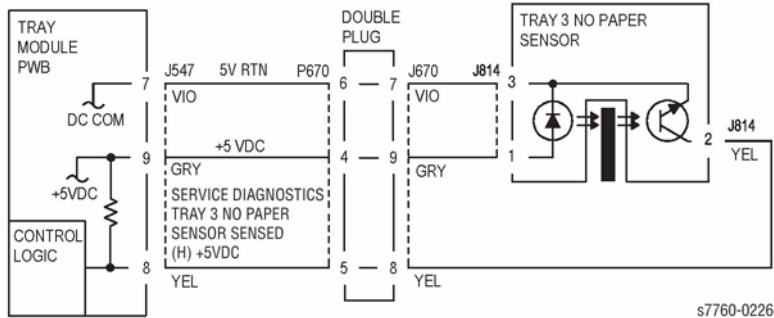 DOUBLE
PLUG
TRAY 3 NO PAPER
SENSOR
TRAY
MODULE
PWB
7
J547
5V RTN
P670
6
7
J670
J814
3
VIO
VIO
DC COM
J814
2
YEL
9
+5 VDC
4
9
1
GRY
GRY
+5VDC
SERVICE DIAGNOSTICS
TRAY 3 NO PAPER
SENSOR SENSED
(H) +5VDC
CONTROL
LOGIC
8
5
8
YEL
YEL
s7760-0226